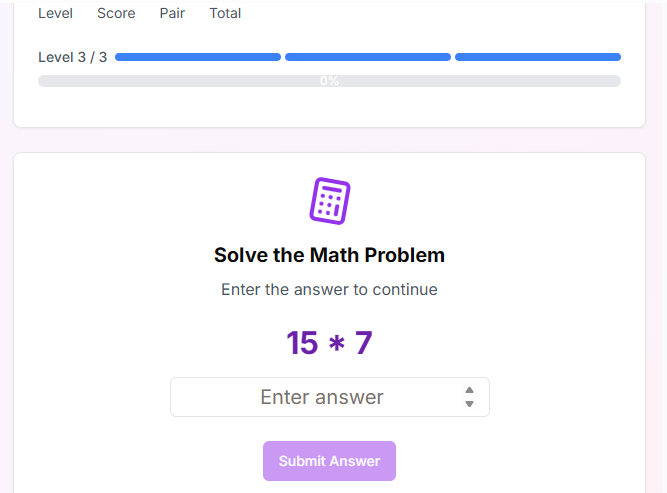 Level Score Pair Total
Level 3 / 3
0%
Solve the Math Problem
Enter the answer to continue
15 * 7
Enter answer
Submit Answer